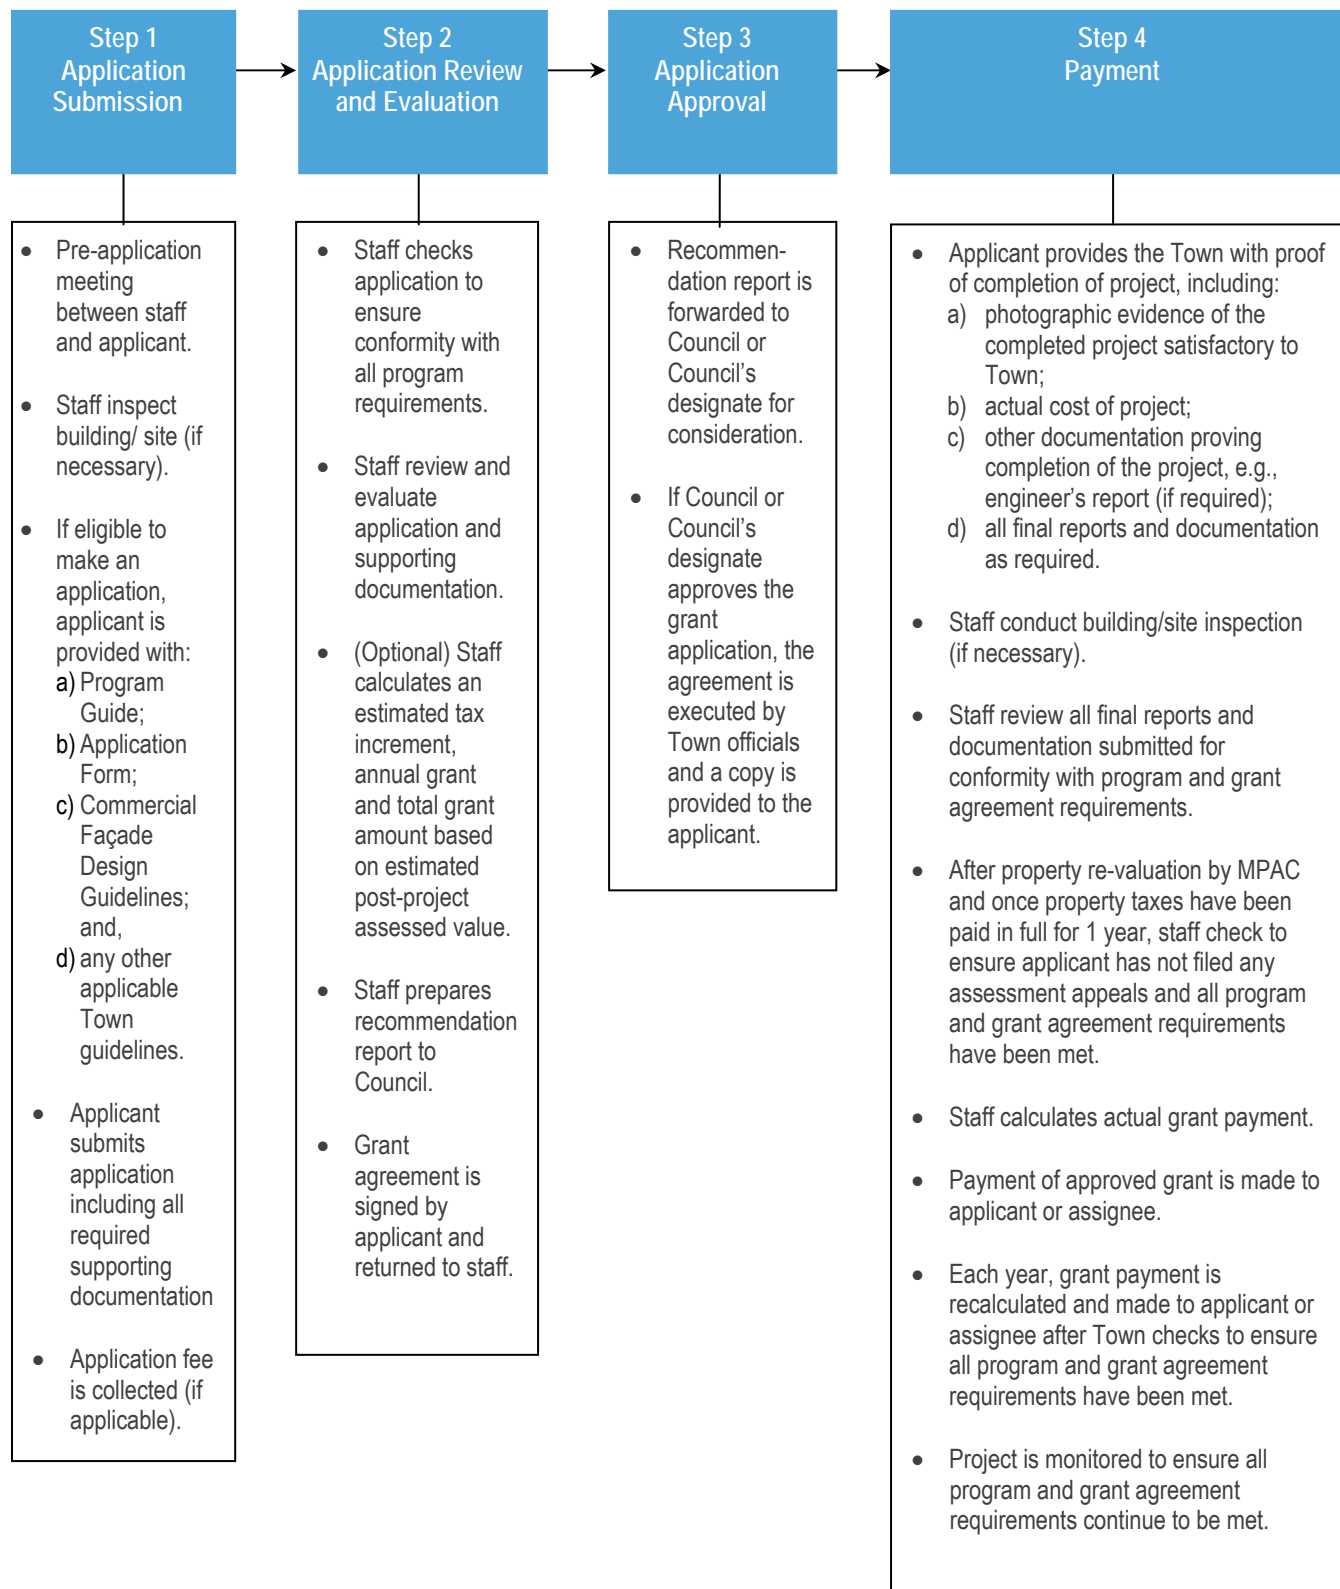 Step 1
Application
Submission
Step 2
Application Review
and Evaluation
Step 3
Application
Approval
Step 4
Payment
• Pre-application
meeting
between staff
and applicant.
• Staff inspect
building/ site (if
necessary).
• If eligible to
make an
application,
applicant is
provided with:
a) Program
Guide;
b) Application
Form;
c) Commercial
Façade
Design
Guidelines;
and,
d) any other
applicable
Town
guidelines.
• Applicant
submits
application
including all
required
supporting
documentation
• Application fee
is collected (if
applicable).
• Staff checks
application to
ensure
conformity with
all program
requirements.
• Staff review and
evaluate
application and
supporting
documentation.
• (Optional) Staff
calculates an
estimated tax
increment,
annual grant
and total grant
amount based
on estimated
post-project
assessed value.
• Staff prepares
recommendation
report to
Council.
• Grant
agreement is
signed by
applicant and
returned to staff.
• Recommen-
dation report is
forwarded to
Council or
Council’s
designate for
consideration.
• If Council or
Council’s
designate
approves the
grant
application, the
agreement is
executed by
Town officials
and a copy is
provided to the
applicant.
• Applicant provides the Town with proof
of completion of project, including:
a) photographic evidence of the
completed project satisfactory to
Town;
b) actual cost of project;
c) other documentation proving
completion of the project, e.g.,
engineer’s report (if required);
d) all final reports and documentation
as required.
• Staff conduct building/site inspection
(if necessary).
• Staff review all final reports and
documentation submitted for
conformity with program and grant
agreement requirements.
• After property re-valuation by MPAC
and once property taxes have been
paid in full for 1 year, staff check to
ensure applicant has not filed any
assessment appeals and all program
and grant agreement requirements
have been met.
• Staff calculates actual grant payment.
• Payment of approved grant is made to
applicant or assignee.
• Each year, grant payment is
recalculated and made to applicant or
assignee after Town checks to ensure
all program and grant agreement
requirements have been met.
• Project is monitored to ensure all
program and grant agreement
requirements continue to be met.